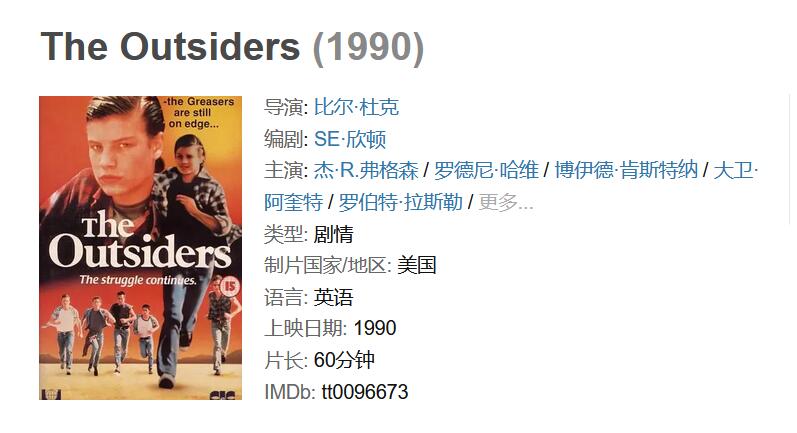 The Outsiders (1990)
-the Greasers
are still
on edge...
The
Outsiders
The struggle continues.
15
CIC
导演: 比尔·杜克
编剧: SE·欣顿
主演: 杰·R.弗格森 / 罗德尼·哈维 / 博伊德·肯斯特纳 / 大卫·
阿奎特 / 罗伯特·拉斯勒 / 更多...
类型: 剧情
制片国家/地区: 美国
语言: 英语
上映日期: 1990
片长: 60分钟
IMDb: tt0096673